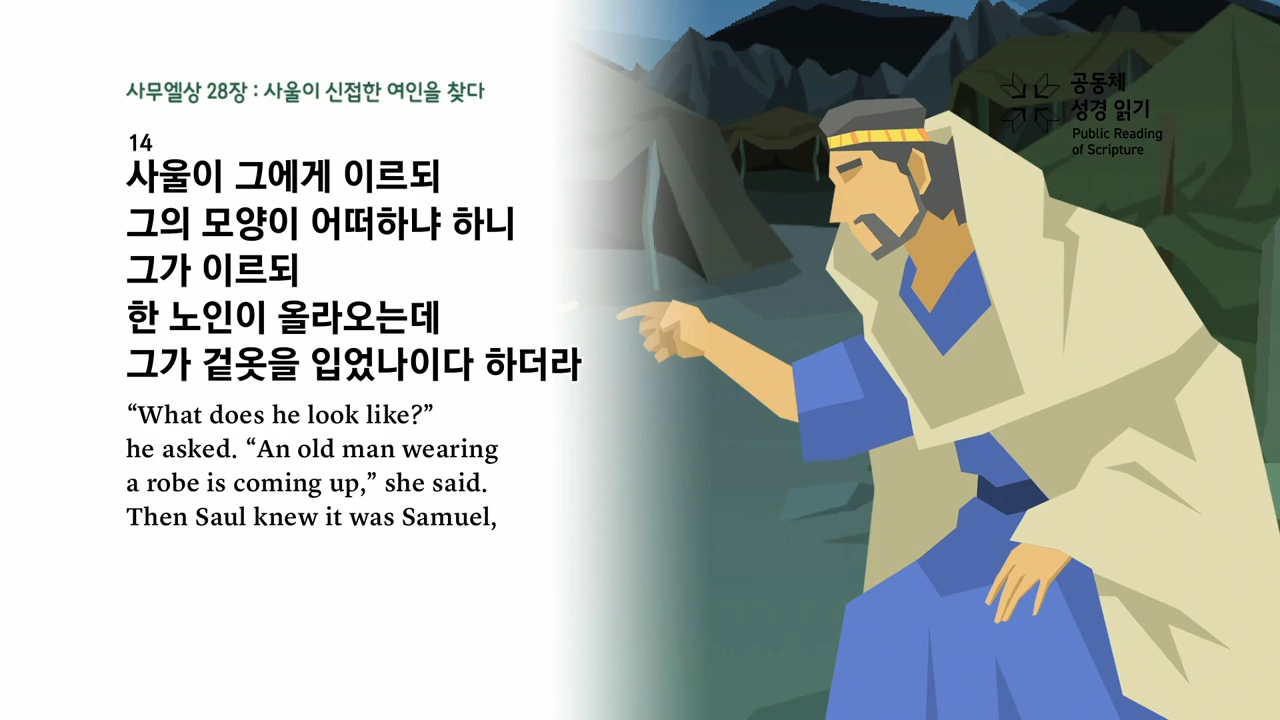 사무엘상 28장 : 사울이 신접한 여인을 찾다
14
사울이 그에게 이르되
그의 모양이 어떠하냐 하니
그가 이르되
한 노인이 올라오는데
그가 겉옷을 입었나이다 하더라
“What does he look like?”
he asked. “An old man wearing
a robe is coming up,” she said.
Then Saul knew it was Samuel,
공동체
성경 읽기
Public Reading
of Scripture